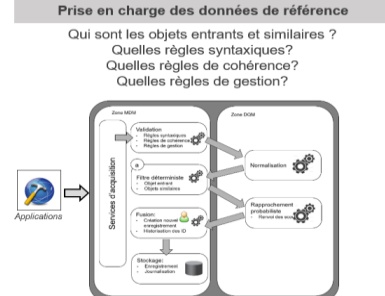 Prise en charge des données de référence
Qui sont les objets entrants et similaires ?
Quelles règles syntaxiques?
Quelles règles de cohérence?
Quelles règles de gestion?
Zone MDM
Zone DQM
Services d'acquisition
Validation
- Règles syntaxiques
- Règles de cohérence
- Règles de gestion
Normalisation
Filtre déterministe
- Objet entrant
- Objets similaires
Applications
Rapprochement
probabiliste
- Renvoi des
Fusion:
- Création nouvel
enregistrement
- Historisation des ID
Stockage:
- Enregistrement
- Journalisation